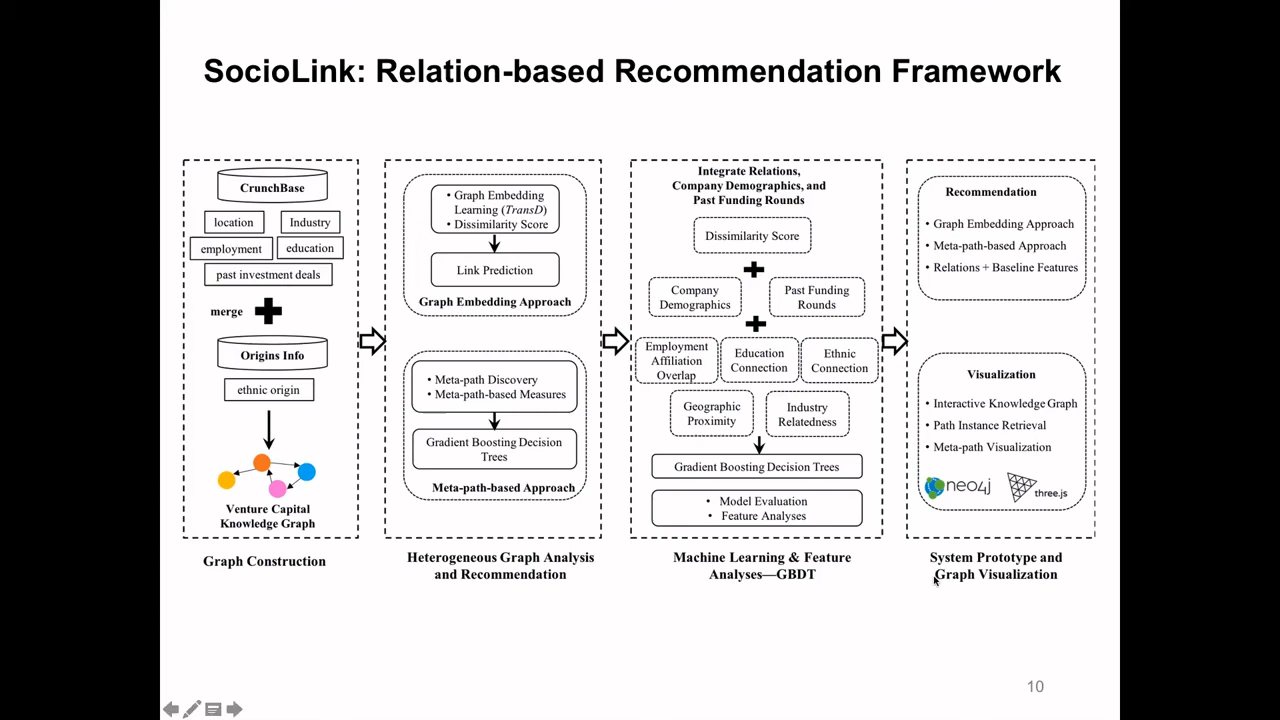 SocioLink: Relation-based Recommendation Framework
CrunchBase
location
Industry
employment
education
past investment deals
merge
Origins Info
ethnic origin
Venture Capital
Knowledge Graph
Graph Construction
• Graph Embedding
Learning (TransD)
• Dissimilarity Score
Link Prediction
Graph Embedding Approach
• Meta-path Discovery
• Meta-path-based Measures
Gradient Boosting Decision
Trees
Meta-path-based Approach
Heterogeneous Graph Analysis
and Recommendation
Integrate Relations,
Company Demographics, and
Past Funding Rounds
Dissimilarity Score
Company
Demographics
Past Funding
Rounds
Employment
Affiliation
Overlap
Education
Connection
Ethnic
Connection
Geographic
Proximity
Industry
Relatedness
Gradient Boosting Decision Trees
• Model Evaluation
• Feature Analyses
Machine Learning & Feature
Analyses—GBDT
Recommendation
• Graph Embedding Approach
• Meta-path-based Approach
• Relations + Baseline Features
Visualization
• Interactive Knowledge Graph
• Path Instance Retrieval
• Meta-path Visualization
neo4j
three.js
System Prototype and
Graph Visualization
10